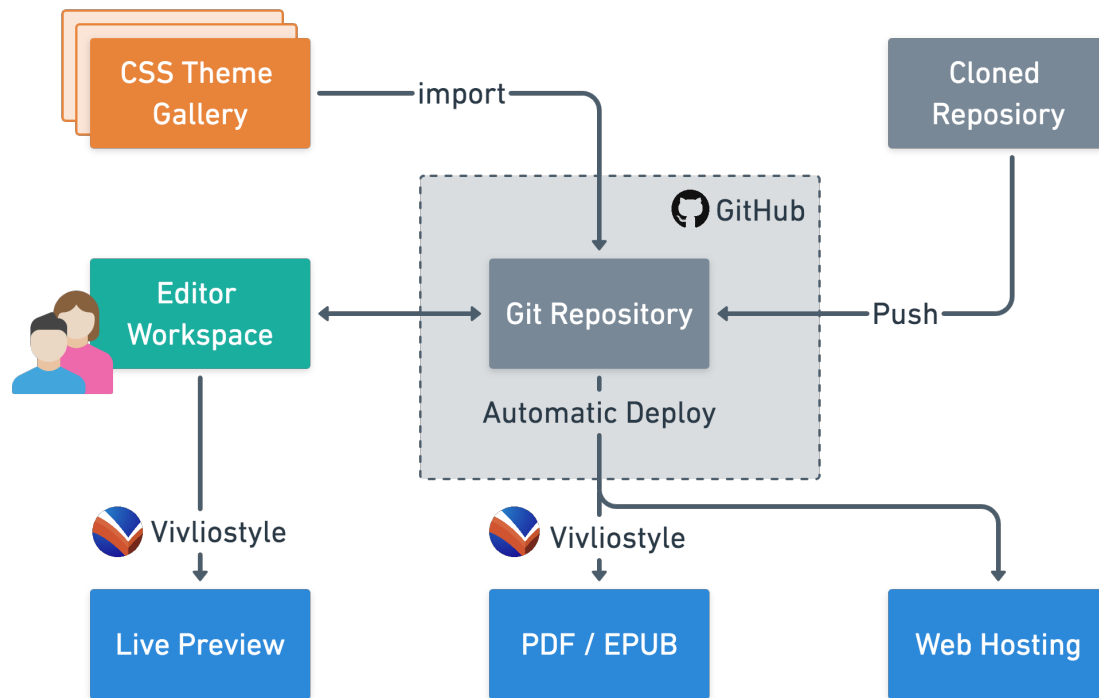 CSS Theme
Gallery
import
Cloned
Reposiory
GitHub
Editor
Workspace
Git Repository
Push
Automatic Deploy
Vivliostyle
Vivliostyle
Live Preview
PDF / EPUB
Web Hosting